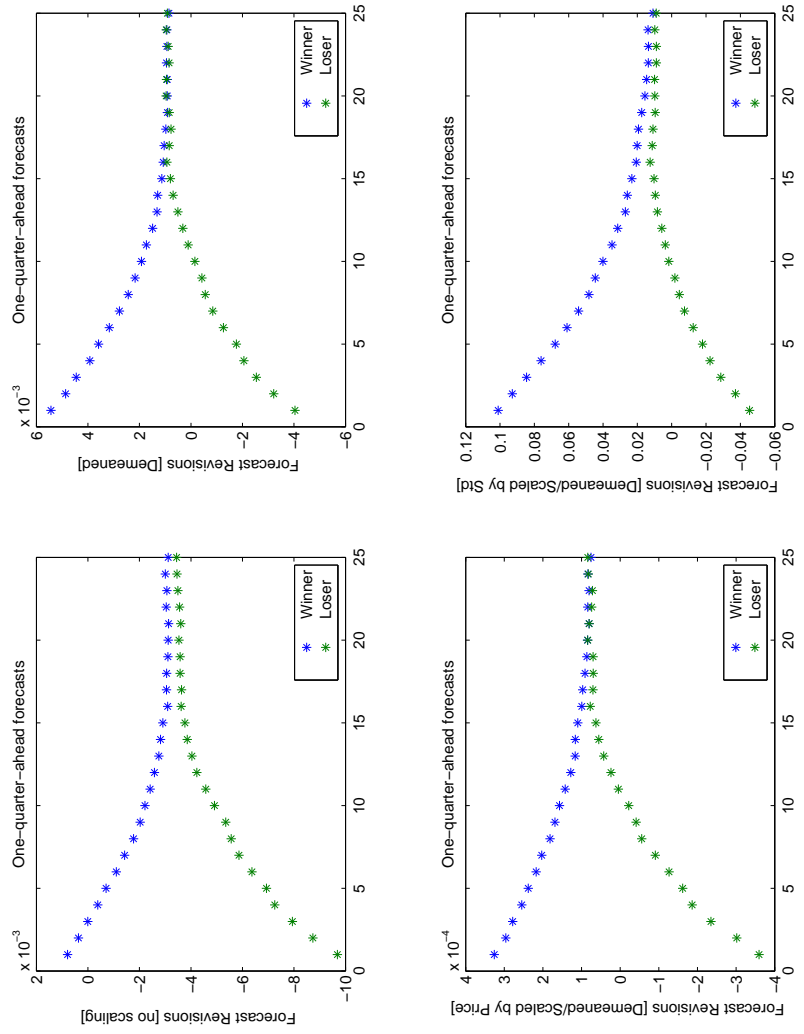 x 10⁻³
One−quarter−ahead forecasts
Forecast Revisions [no scaling]
2
0
−2
−4
−6
−8
−10
0 5 10 15 20 25
Winner
Loser
x 10⁻³
One−quarter−ahead forecasts
Forecast Revisions [Demeaned]
6
4
2
0
−2
−4
−6
0 5 10 15 20 25
Winner
Loser
x 10⁻⁴
One−quarter−ahead forecasts
Forecast Revisions [Demeaned/Scaled by Price]
4
3
2
1
0
−1
−2
−3
−4
0 5 10 15 20 25
Winner
Loser
One−quarter−ahead forecasts
Forecast Revisions [Demeaned/Scaled by Std]
0.12
0.1
0.08
0.06
0.04
0.02
0
−0.02
−0.04
−0.06
0 5 10 15 20 25
Winner
Loser